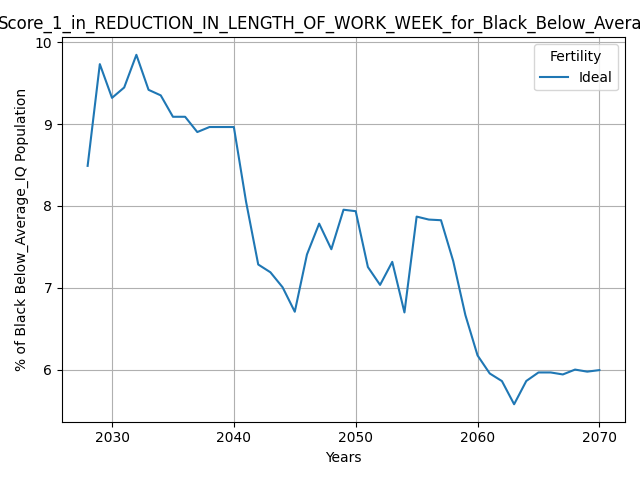 Score_1_in_REDUCTION_IN_LENGTH_OF_WORK_WEEK_for_Black_Below_Avera
10
9
8
7
6
% of Black Below_Average_IQ Population
Fertility
Ideal
2030 2040 2050 2060 2070
Years